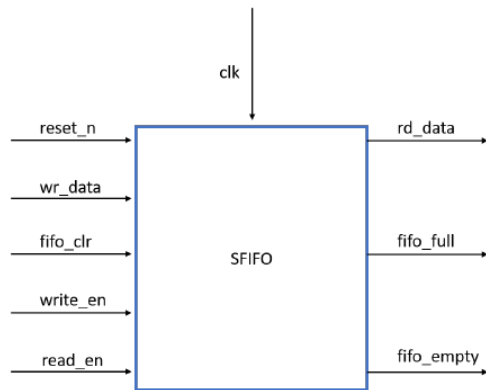 clk
reset_n
rd_data
wr_data
fifo_clr
fifo_full
SFIFO
write_en
read_en
fifo_empty